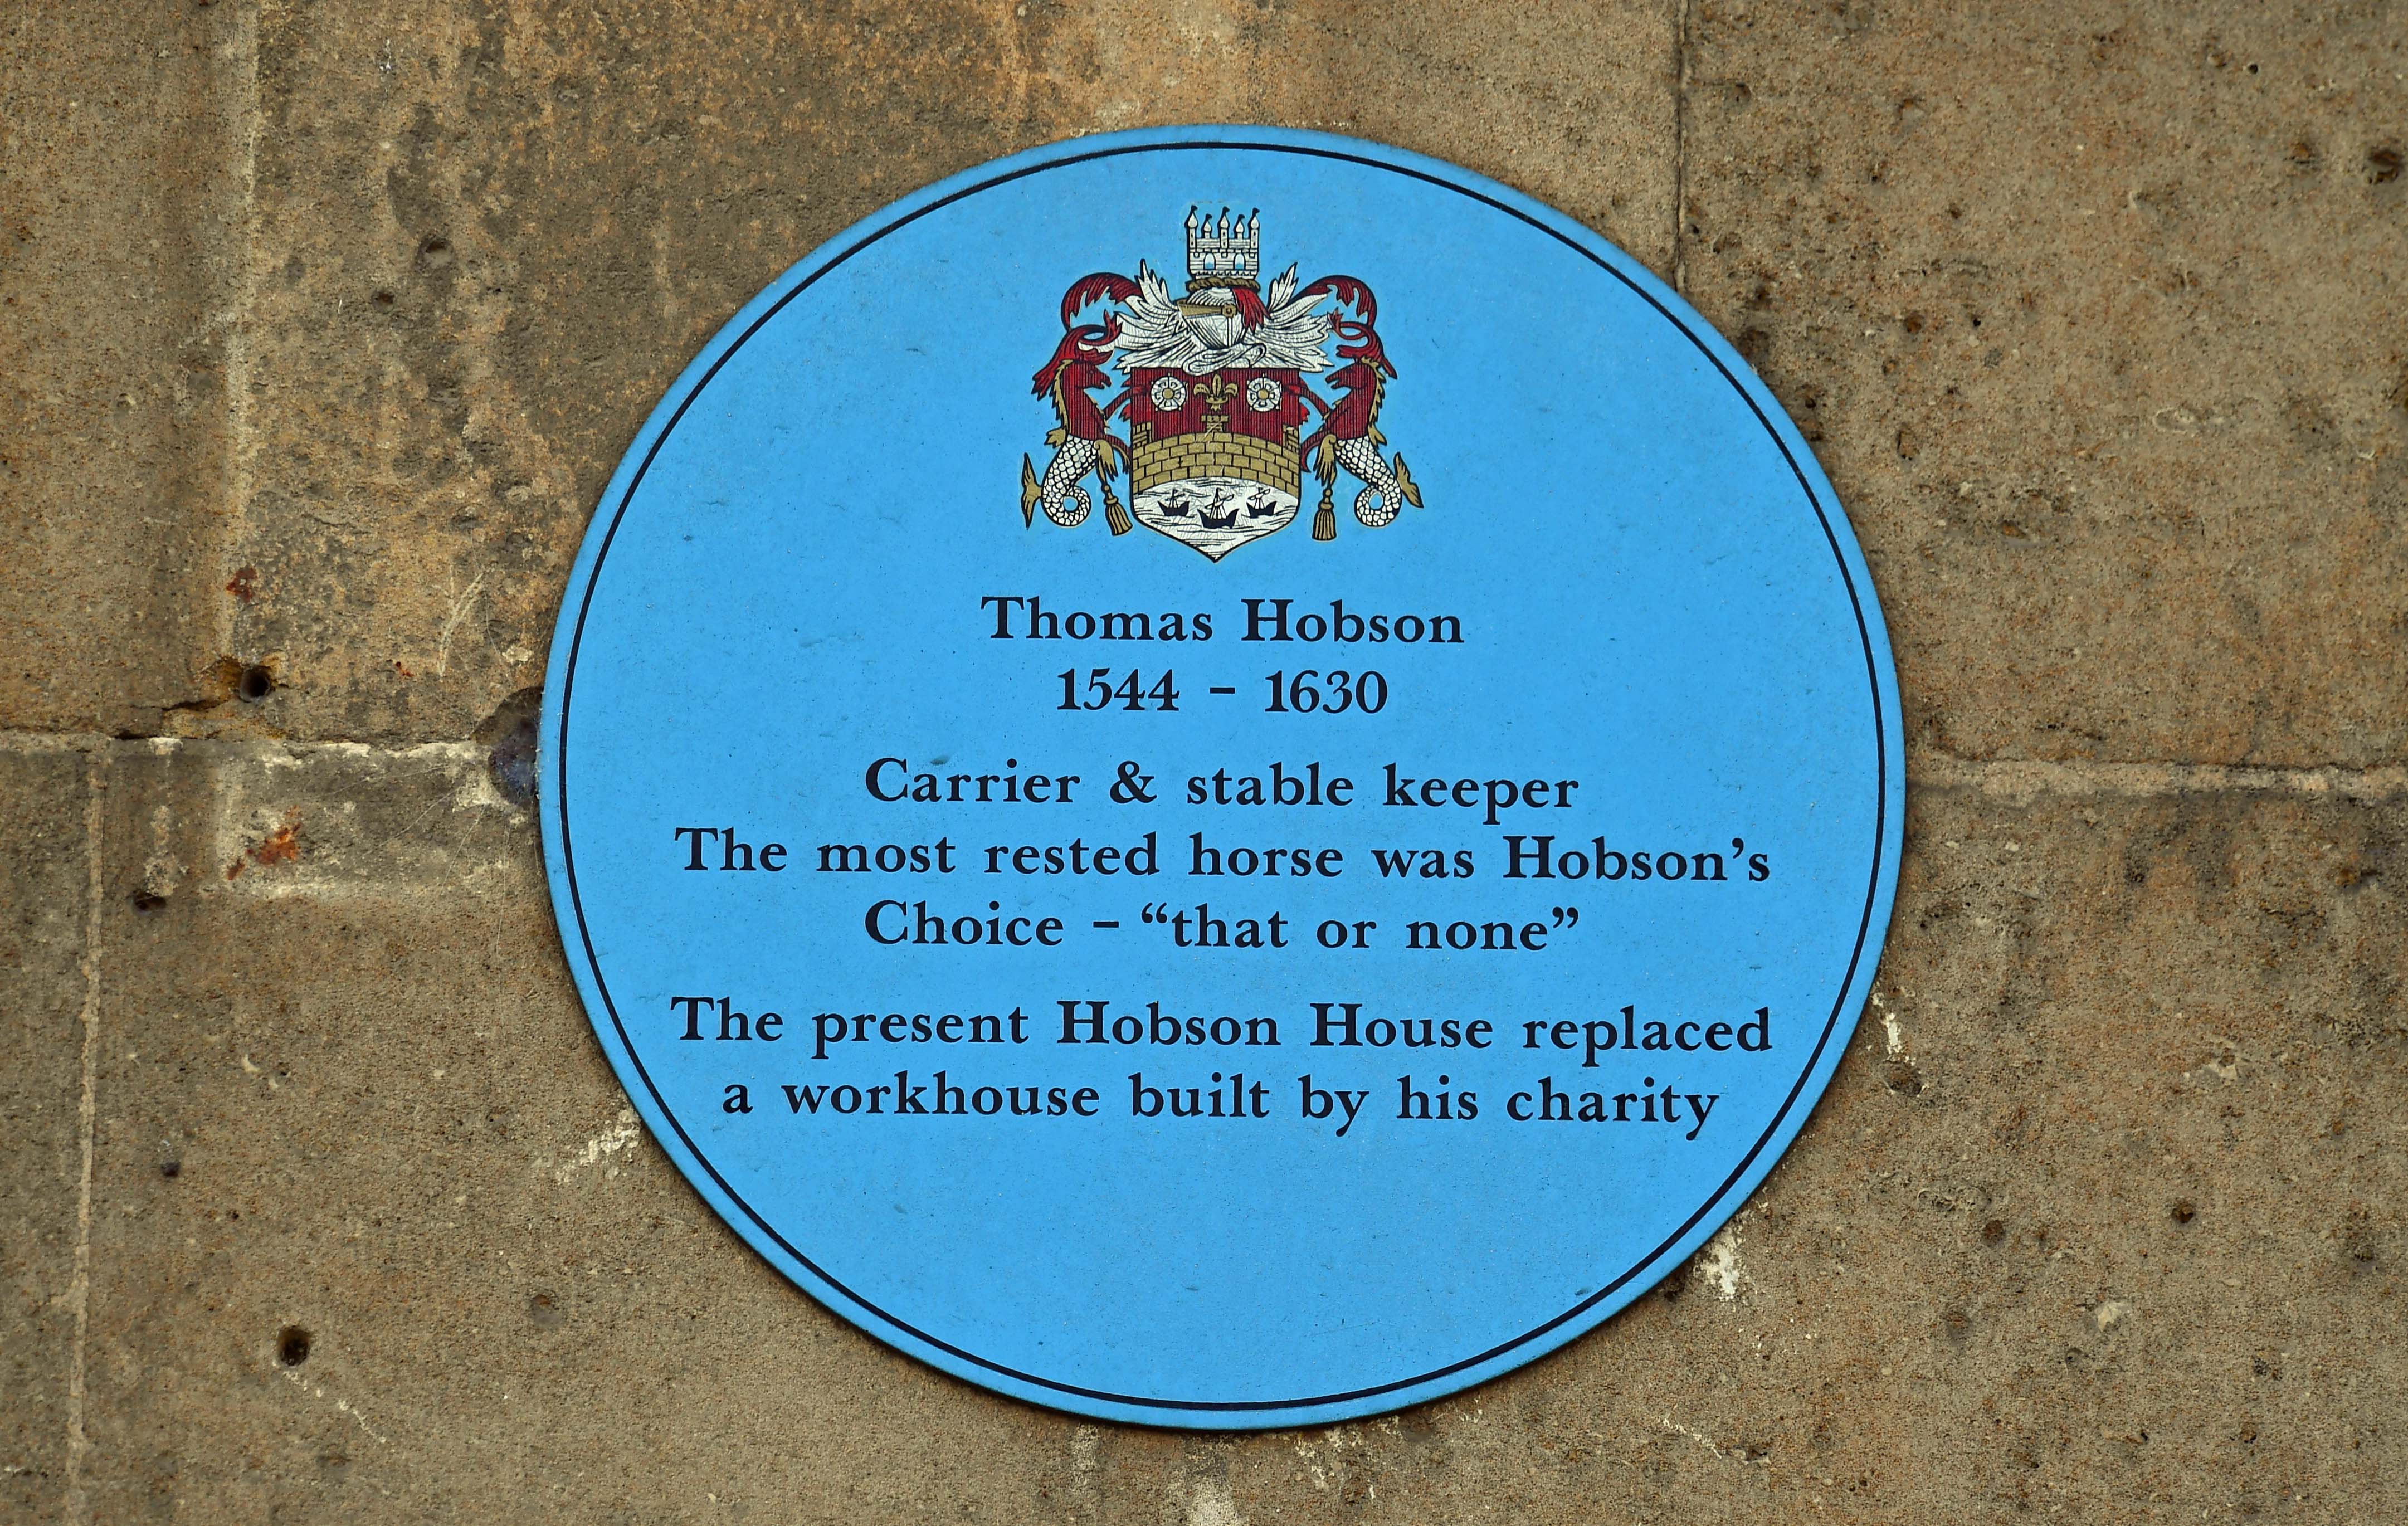 Thomas Hobson
1544 – 1630
Carrier & stable keeper
The most rested horse was Hobson’s
Choice – “that or none”
The present Hobson House replaced
a workhouse built by his charity